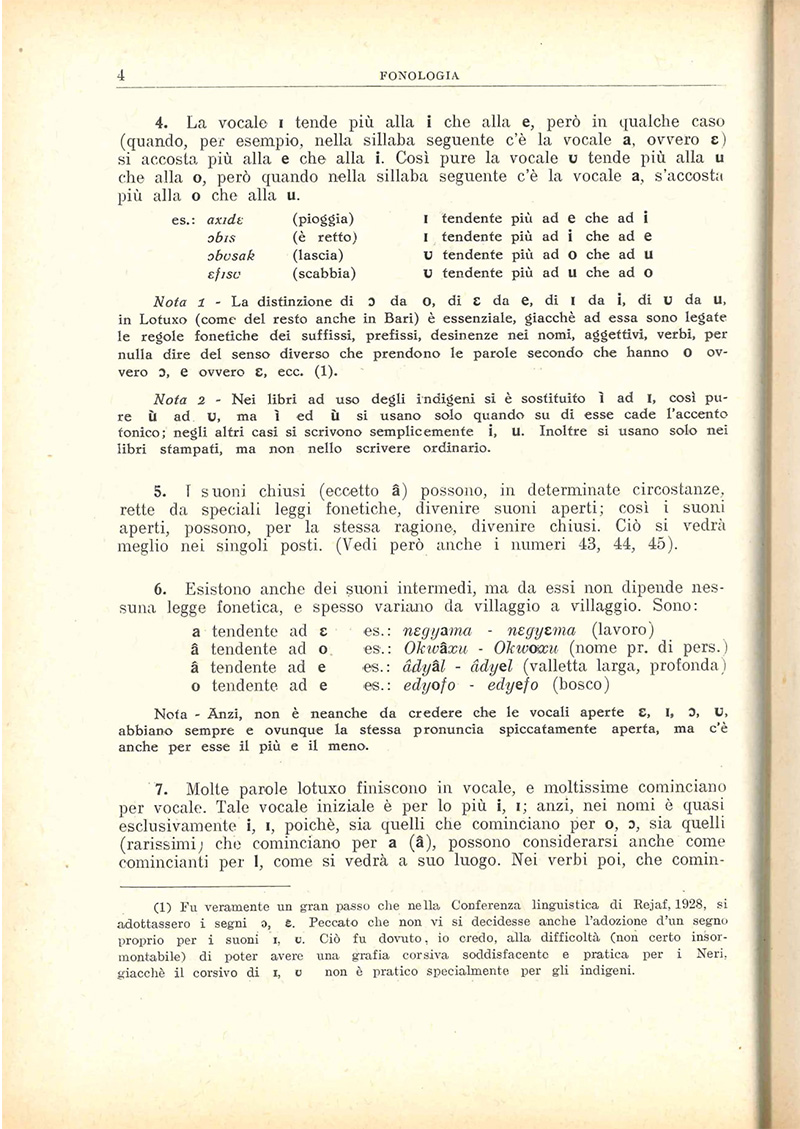 4 FONOLOGIA
4. La vocale ɪ tende più alla i che alla e, però in qualche caso
(quando, per esempio, nella sillaba seguente c'è la vocale a, ovvero ɛ)
si accosta più alla e che alla i. Così pure la vocale ʋ tende più alla u
che alla o, però quando nella sillaba seguente c'è la vocale a, s'accosta
più alla o che alla u.
es.: axɪdɛ (pioggia) ɪ tendente più ad e che ad i
ɔbɪs (è retto) ɪ tendente più ad i che ad e
ɔbʋsak (lascia) ʋ tendente più ad o che ad u
ɛfɪsʋ (scabbia) ʋ tendente più ad u che ad o
Nota 1 - La distinzione di ɔ da o, di ɛ da e, di ɪ da i, di ʋ da u,
in Lotuxo (come del resto anche in Bari) è essenziale, giacchè ad essa sono legate
le regole fonetiche dei suffissi, prefissi, desinenze nei nomi, aggettivi, verbi, per
nulla dire del senso diverso che prendono le parole secondo che hanno o ov-
vero ɔ, e ovvero ɛ, ecc. (1).
Nota 2 - Nei libri ad uso degli indigeni si è sostituito ì ad ɪ, così pu-
re ù ad ʋ, ma ì ed ù si usano solo quando su di esse cade l'accento
tonico; negli altri casi si scrivono semplicemente i, u. Inoltre si usano solo nei
libri stampati, ma non nello scrivere ordinario.
5. I suoni chiusi (eccetto â) possono, in determinate circostanze,
rette da speciali leggi fonetiche, divenire suoni aperti; così i suoni
aperti, possono, per la stessa ragione, divenire chiusi. Ciò si vedrà
meglio nei singoli posti. (Vedi però anche i numeri 43, 44, 45).
6. Esistono anche dei suoni intermedi, ma da essi non dipende nes-
suna legge fonetica, e spesso variano da villaggio a villaggio. Sono:
a tendente ad ɛ es.: nɛgyama - nɛgyɛma (lavoro)
â tendente ad o es.: Okwâxu - Okwoxu (nome pr. di pers.)
â tendente ad e es.: âdyâl - âdyel (valletta larga, profonda)
o tendente ad e es.: edyofo - edyefo (bosco)
Nota - Anzi, non è neanche da credere che le vocali aperte ɛ, ɪ, ɔ, ʋ,
abbiano sempre e ovunque la stessa pronuncia spiccatamente aperta, ma c'è
anche per esse il più e il meno.
7. Molte parole lotuxo finiscono in vocale, e moltissime cominciano
per vocale. Tale vocale iniziale è per lo più i, ɪ; anzi, nei nomi è quasi
esclusivamente i, ɪ, poichè, sia quelli che cominciano per o, ɔ, sia quelli
(rarissimi) che cominciano per a (â), possono considerarsi anche come
comincianti per l, come si vedrà a suo luogo. Nei verbi poi, che comin-
(1) Fu veramente un gran passo che nella Conferenza linguistica di Rejaf, 1928, si
adottassero i segni ɔ, ɛ. Peccato che non vi si decidesse anche l'adozione d'un segno
proprio per i suoni ɪ, ʋ. Ciò fu dovuto, io credo, alla difficoltà (non certo insor-
montabile) di poter avere una grafia corsiva soddisfacente e pratica per i Neri,
giacchè il corsivo di ɪ, ʋ non è pratico specialmente per gli indigeni.